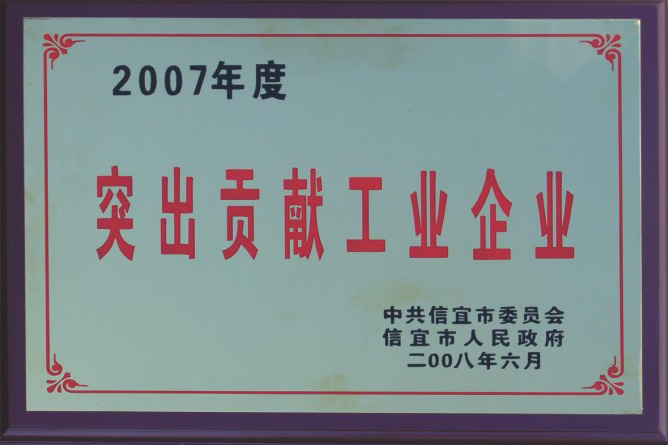 2007年度
突出贡献工业企业
中共信宜市委员会
信宜市人民政府
二00八年六月